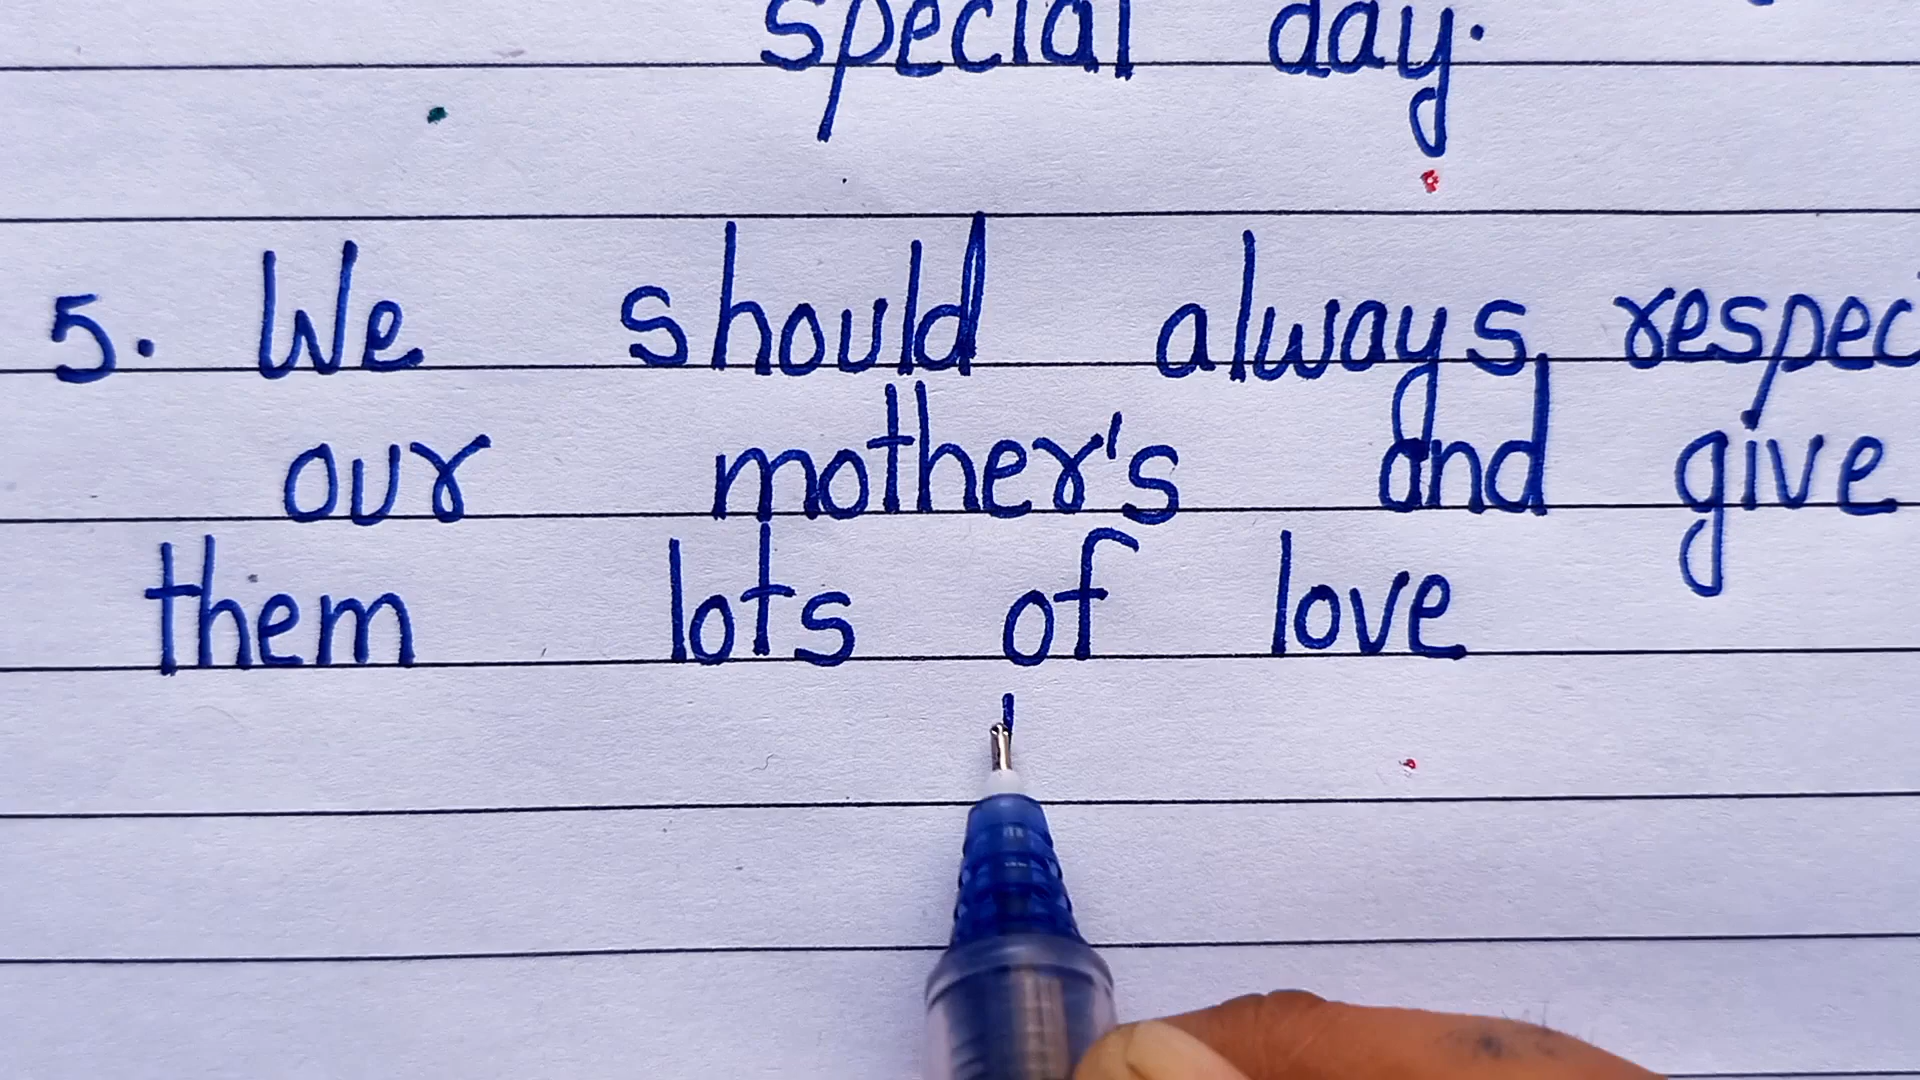 special day.
5. We should always respec
our mother's and give
them lots of love